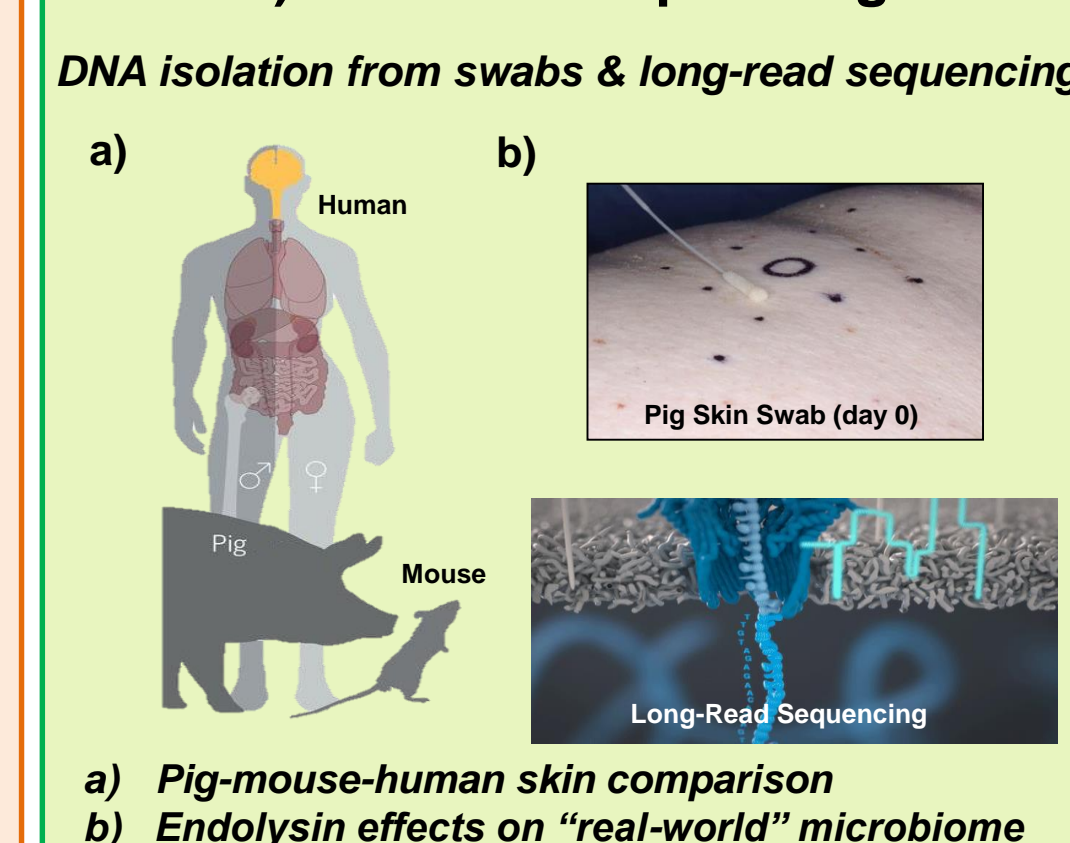 DNA isolation from swabs & long-read sequencing
a)
b)
Human
Pig Skin Swab (day 0)
♂ ♀
Pig
Mouse
Long-Read Sequencing
a) Pig-mouse-human skin comparison
b) Endolysin effects on “real-world” microbiome